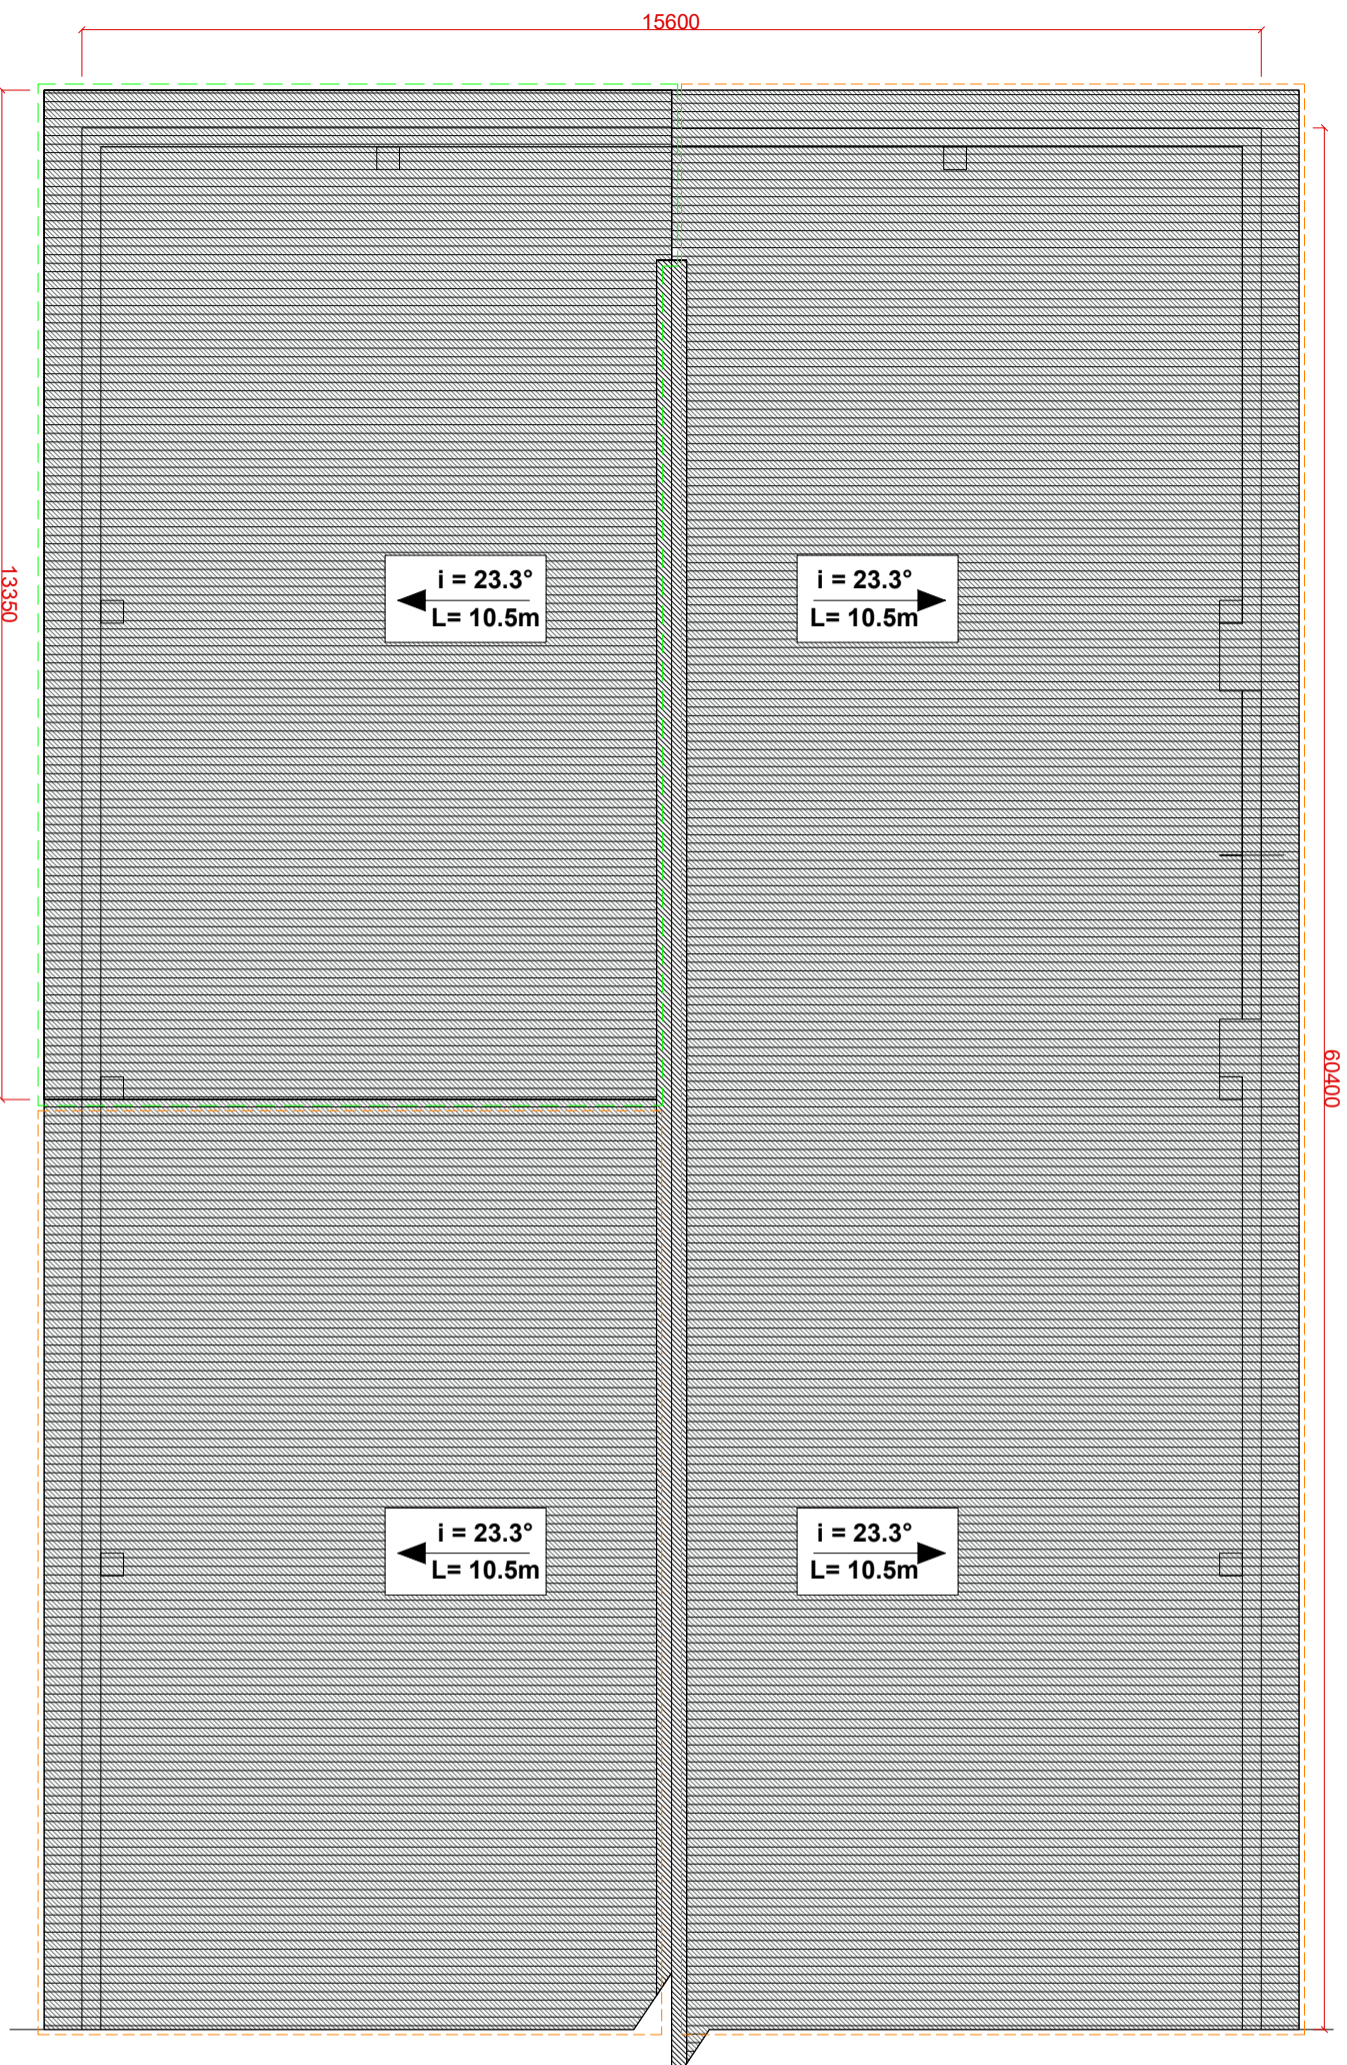 15600
13350
i = 23.3°
L= 10.5m
i = 23.3°
L= 10.5m
60400
i = 23.3°
L= 10.5m
i = 23.3°
L= 10.5m